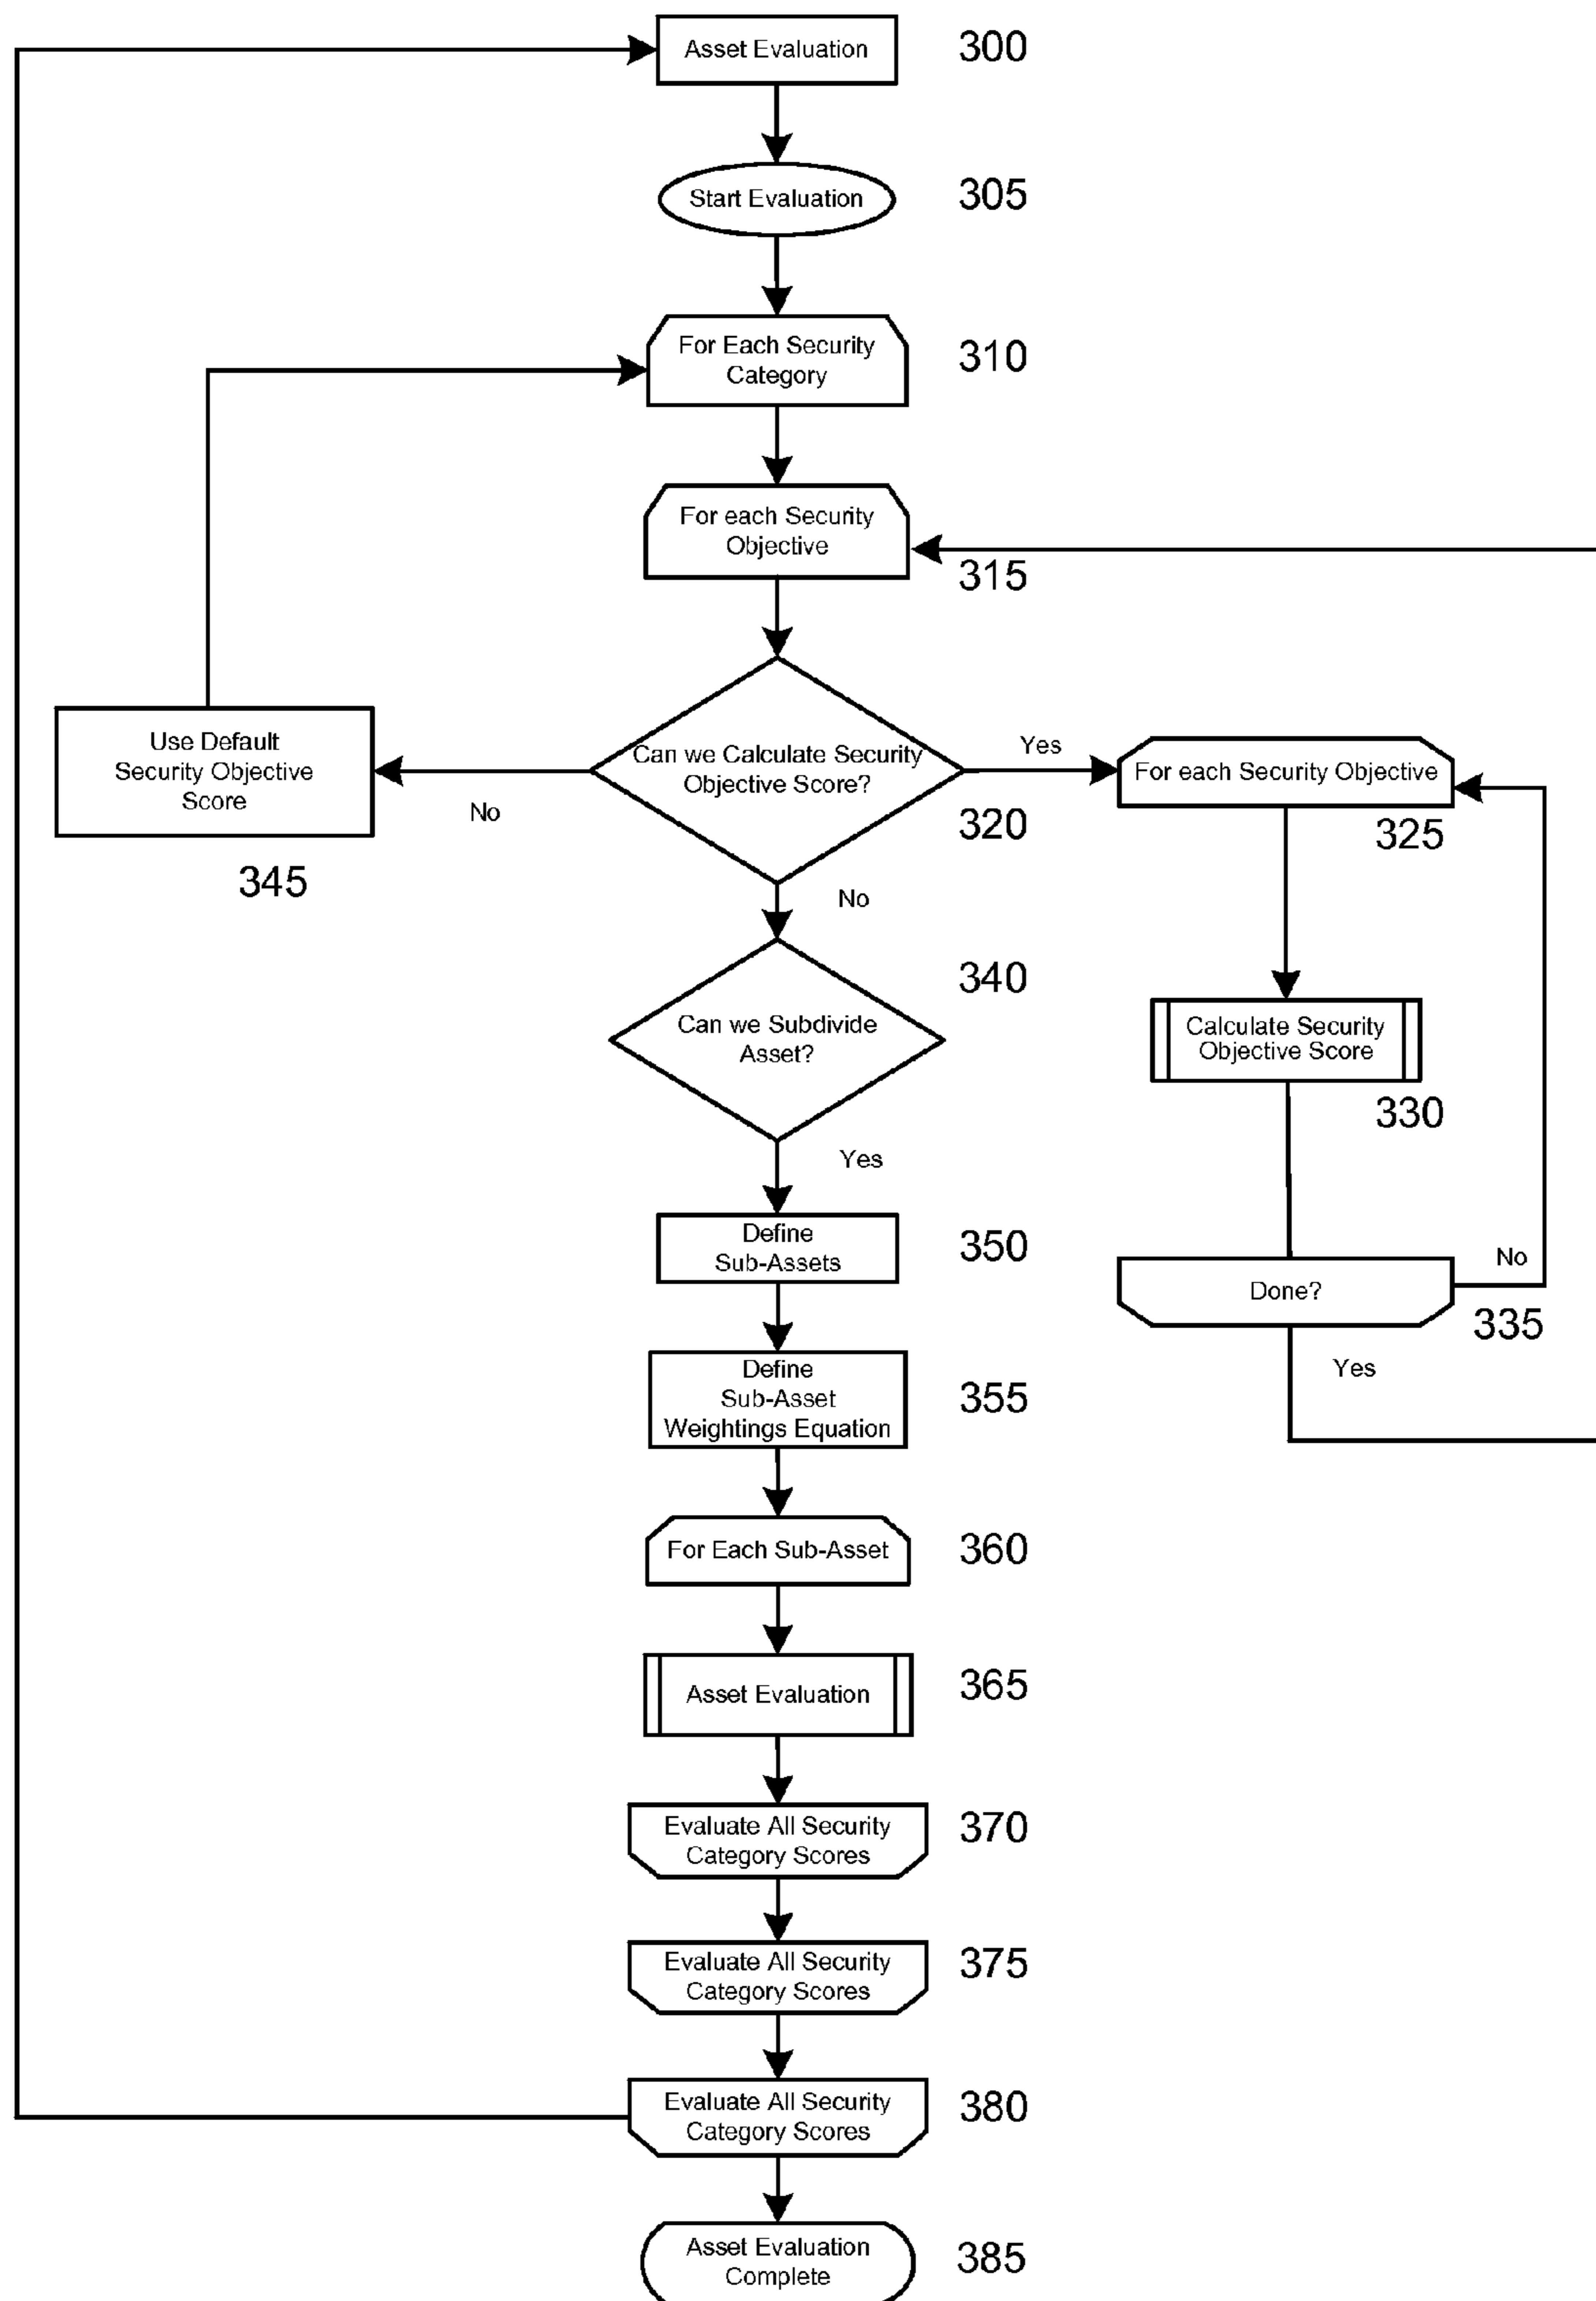 Asset Evaluation
300
Start Evaluation
305
For Each Security
Category
310
For each Security
Objective
315
Can we Calculate Security
Objective Score?
320
Yes
No
No
Use Default
Security Objective
Score
345
For each Security Objective
325
Calculate Security
Objective Score
330
Done?
335
No
Yes
Can we Subdivide
Asset?
340
Yes
Define
Sub-Assets
350
Define
Sub-Asset
Weightings Equation
355
For Each Sub-Asset
360
Asset Evaluation
365
Evaluate All Security
Category Scores
370
Evaluate All Security
Category Scores
375
Evaluate All Security
Category Scores
380
Asset Evaluation
Complete
385